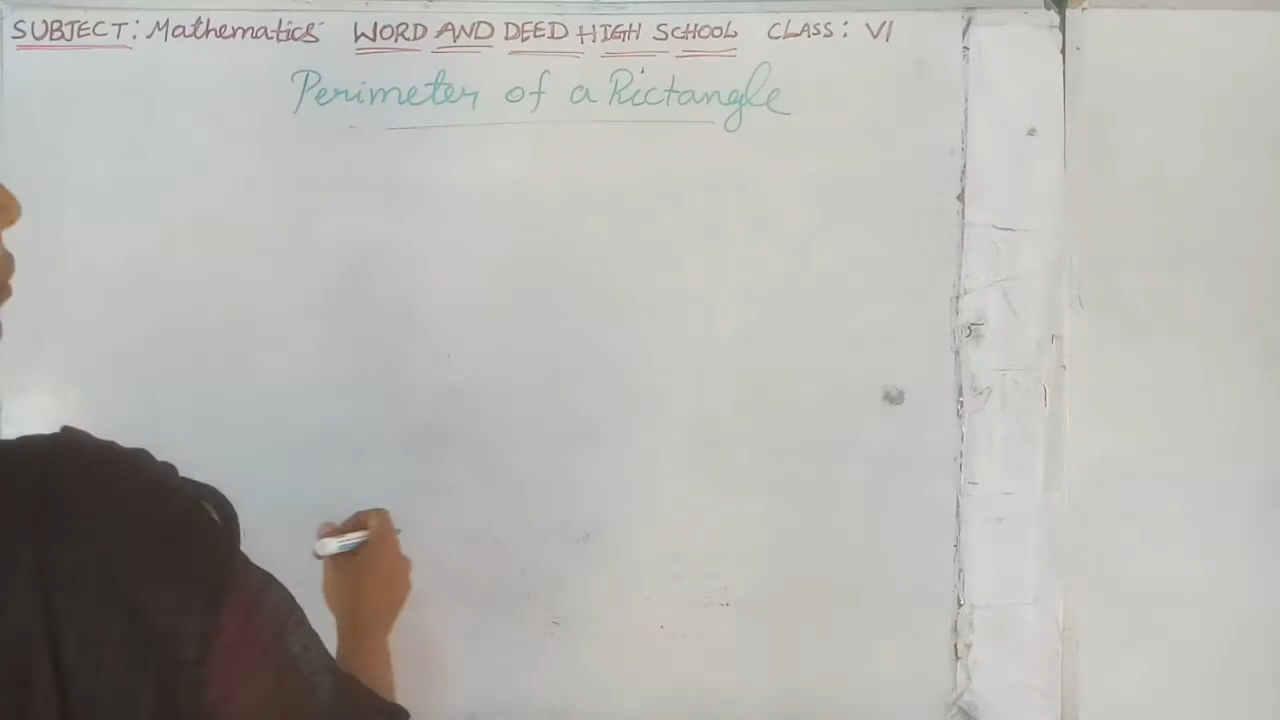 SUBJECT: Mathematics WORD AND DEED HIGH SCHOOL CLASS: VI
Perimeter of a Rictangle